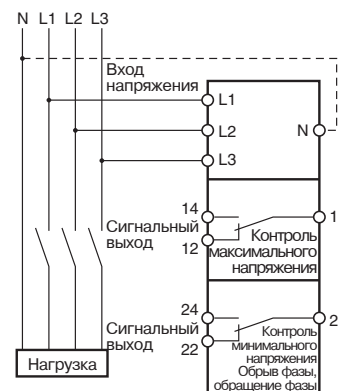 N L1 L2 L3
Вход
напряжения
L1
L2
N
L3
14
1
Сигнальный
выход
12
Контроль
максимального
напряжения
24
2
Сигнальный
выход
22
Контроль
минимального
напряжения
Обрыв фазы,
обращение фазы
Нагрузка